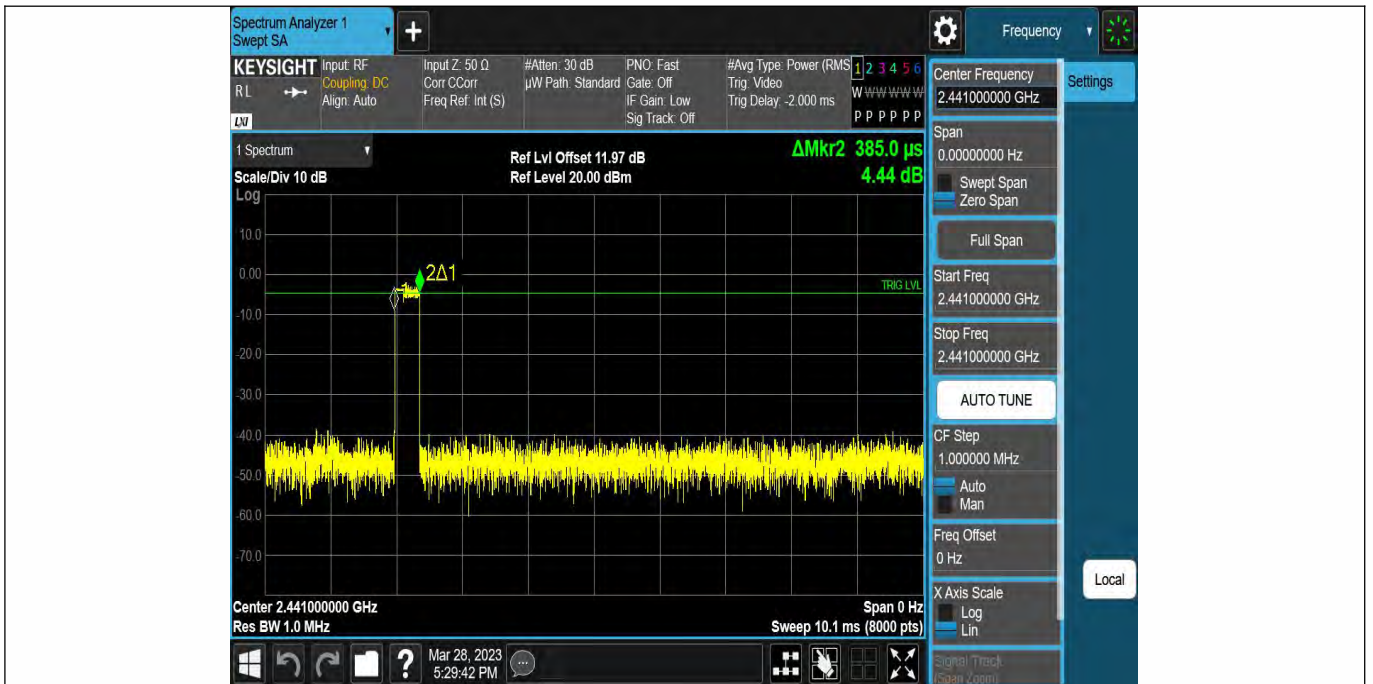 Spectrum Analyzer 1
Swept SA
+
Frequency
KEYSIGHT
R L
LXI
Input: RF
Coupling: DC
Align: Auto
Input Z: 50 Ω
Corr CCorr
Freq Ref: Int (S)
#Atten: 30 dB
µW Path: Standard
PNO: Fast
Gate: Off
IF Gain: Low
Sig Track: Off
#Avg Type: Power (RMS
Trig: Video
Trig Delay: -2.000 ms
1 2 3 4 5 6
W W W W W W
P P P P P P
Center Frequency
2.441000000 GHz
Settings
1 Spectrum
Scale/Div 10 dB
Ref Lvl Offset 11.97 dB
Ref Level 20.00 dBm
ΔMkr2 385.0 µs
4.44 dB
Log
10.0
0.00
-10.0
-20.0
-30.0
-40.0
-50.0
-60.0
-70.0
2Δ1
TRIG LVL
Center 2.441000000 GHz
Res BW 1.0 MHz
Span 0 Hz
Sweep 10.1 ms (8000 pts)
Span
0.00000000 Hz
Swept Span
Zero Span
Full Span
Start Freq
2.441000000 GHz
Stop Freq
2.441000000 GHz
AUTO TUNE
CF Step
1.000000 MHz
Auto
Man
Freq Offset
0 Hz
X Axis Scale
Log
Lin
Signal Track
(Span Zoom)
Local
?
Mar 28, 2023
5:29:42 PM